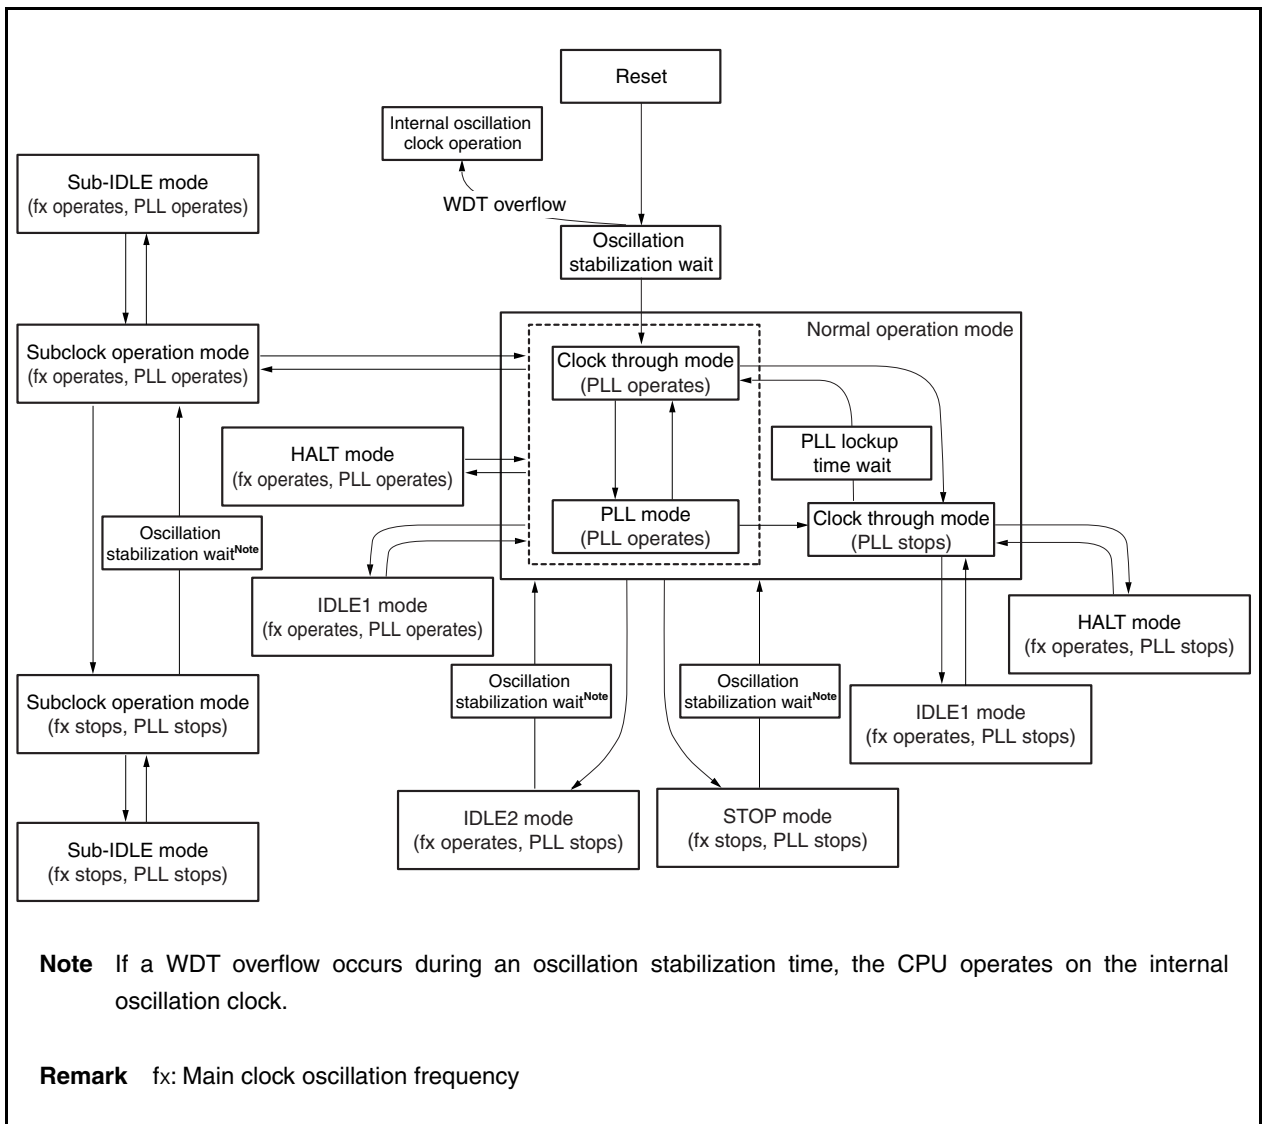 Reset
Internal oscillation
clock operation
Sub-IDLE mode
(fx operates, PLL operates)
WDT overflow
Oscillation
stabilization wait
Normal operation mode
Subclock operation mode
(fx operates, PLL operates)
Clock through mode
(PLL operates)
HALT mode
(fx operates, PLL operates)
PLL lockup
time wait
PLL mode
(PLL operates)
Clock through mode
(PLL stops)
Oscillation
stabilization waitNote
IDLE1 mode
(fx operates, PLL operates)
HALT mode
(fx operates, PLL stops)
Subclock operation mode
(fx stops, PLL stops)
Oscillation
stabilization waitNote
Oscillation
stabilization waitNote
IDLE1 mode
(fx operates, PLL stops)
IDLE2 mode
(fx operates, PLL stops)
STOP mode
(fx stops, PLL stops)
Sub-IDLE mode
(fx stops, PLL stops)
Note If a WDT overflow occurs during an oscillation stabilization time, the CPU operates on the internal
oscillation clock.
Remark fx: Main clock oscillation frequency